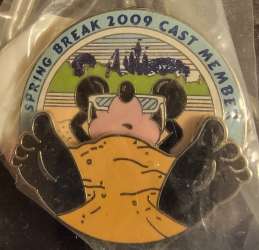 SPRING BREAK 2009 CAST MEMBER